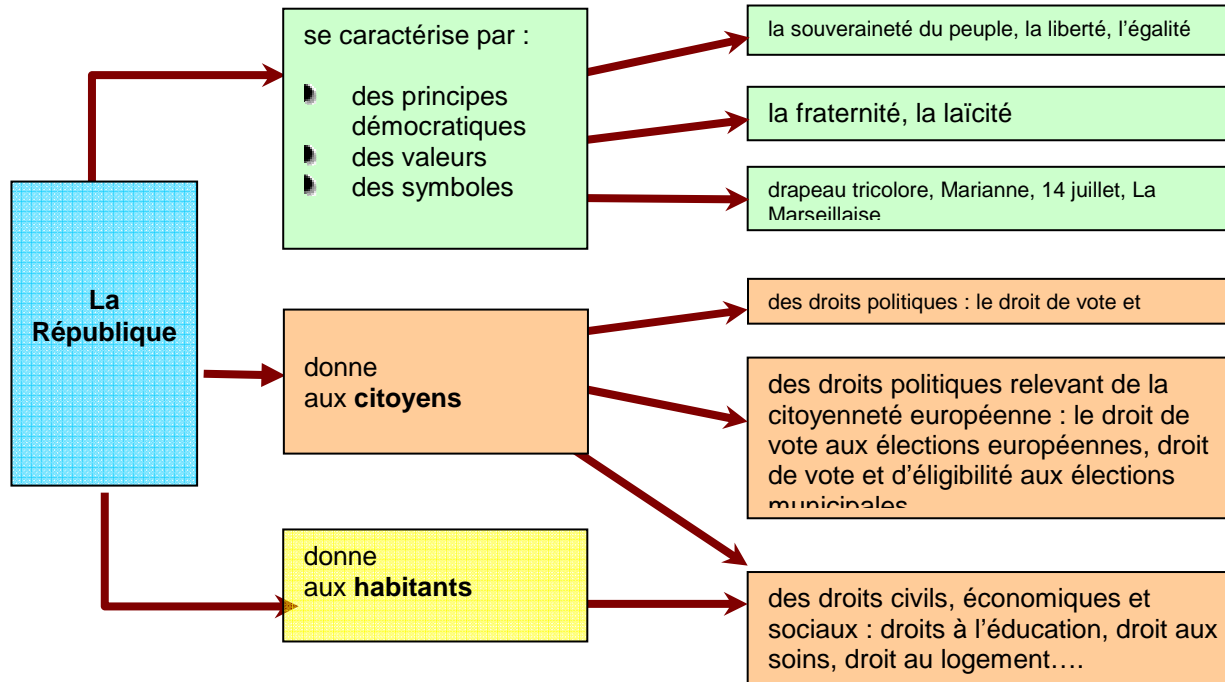 La
République
se caractérise par :
des principes
démocratiques
des valeurs
des symboles
la souveraineté du peuple, la liberté, l'égalité
la fraternité, la laïcité
drapeau tricolore, Marianne, 14 juillet, La
Marseillaise
donne
aux citoyens
des droits politiques : le droit de vote et
des droits politiques relevant de la
citoyenneté européenne : le droit de
vote aux élections européennes, droit
de vote et d'éligibilité aux élections
municipales
donne
aux habitants
des droits civils, économiques et
sociaux : droits à l'éducation, droit aux
soins, droit au logement….